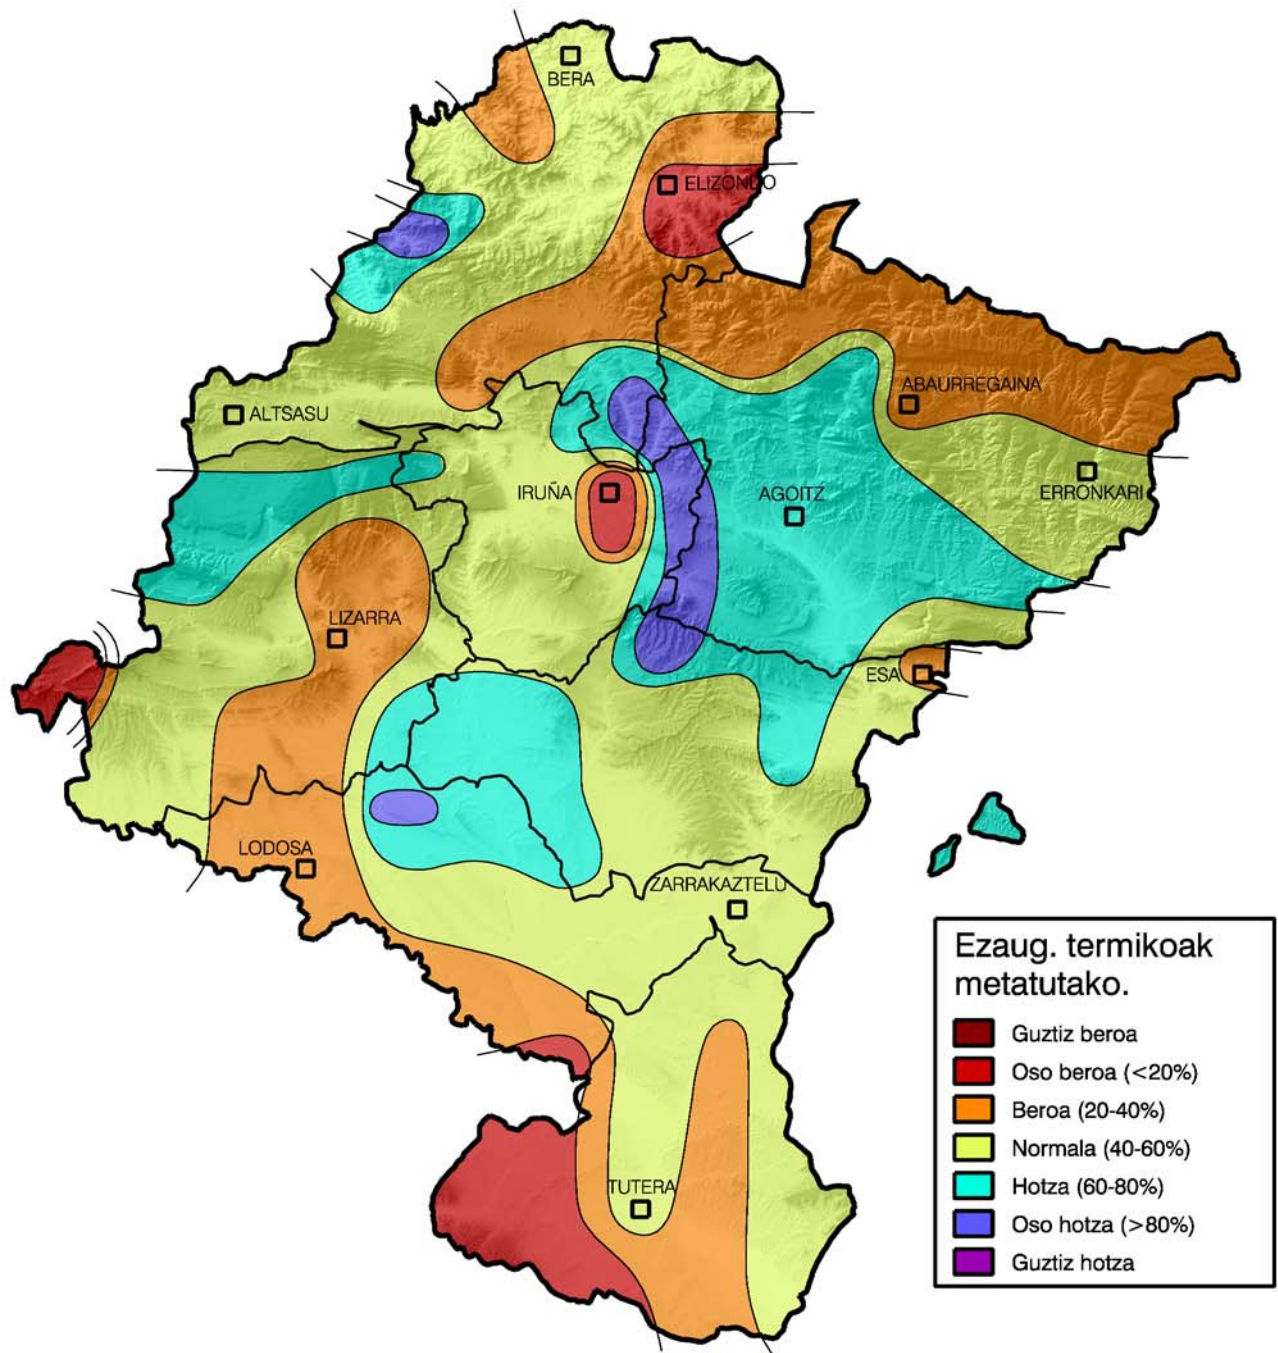 BERA
ELIZONDO
ABAURREGAINA
ALTSASU
ERRONKARI
IRUÑA
AGOITZ
LIZARRA
ESA
LODOSA
ZARRAKAZTELU
TUTERA
Ezaug. termikoak
metatutako.
Guztiz beroa
Oso beroa (<20%)
Beroa (20-40%)
Normala (40-60%)
Hotza (60-80%)
Oso hotza (>80%)
Guztiz hotza